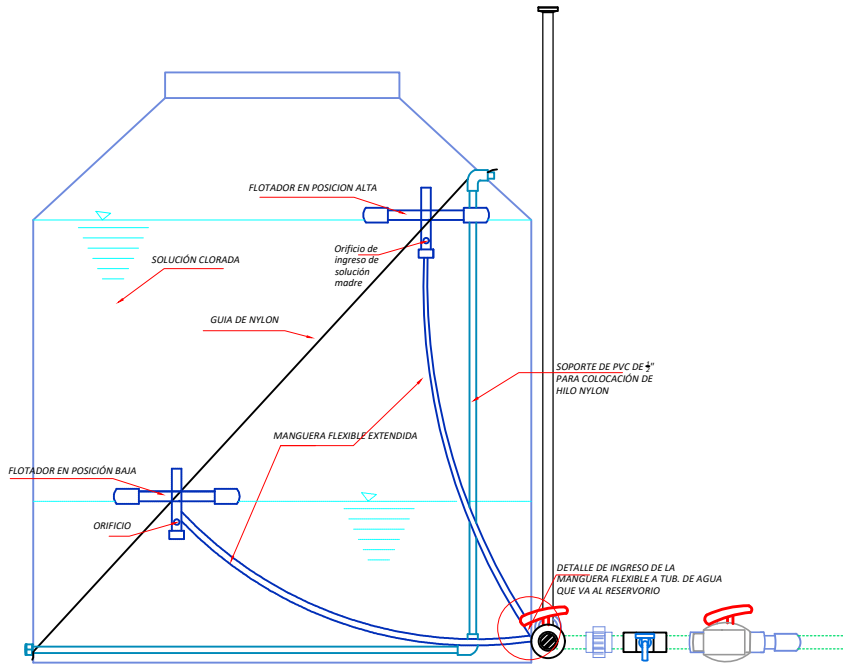 FLOTADOR EN POSICION ALTA
Orificio de
ingreso de
solución
madre
SOLUCIÓN CLORADA
GUIA DE NYLON
SOPORTE DE PVC DE ½"
PARA COLOCACIÓN DE
HILO NYLON
MANGUERA FLEXIBLE EXTENDIDA
FLOTADOR EN POSICIÓN BAJA
ORIFICIO
DETALLE DE INGRESO DE LA
MANGUERA FLEXIBLE A TUB. DE AGUA
QUE VA AL RESERVORIO